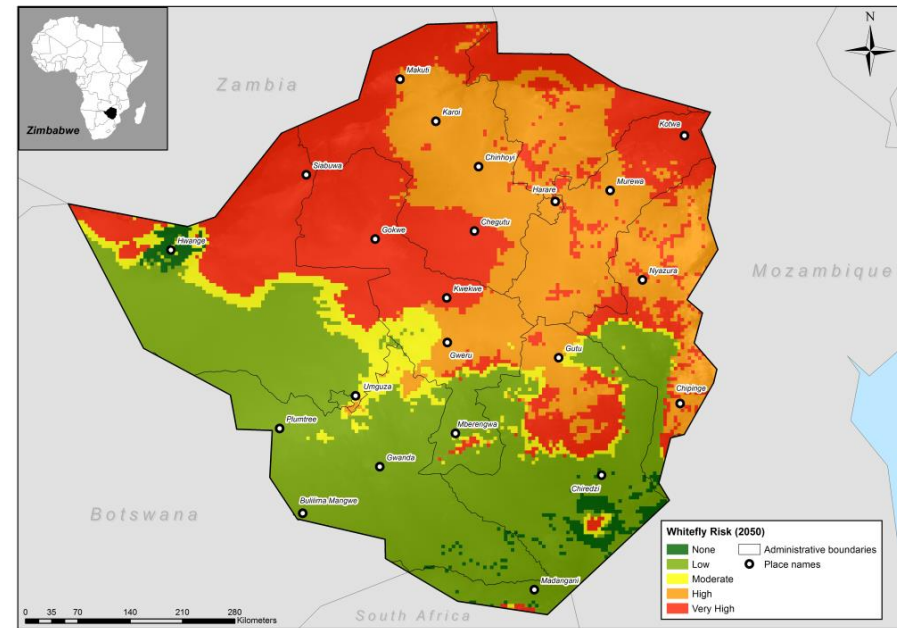 Zimbabwe
N
Zambia
Makuti
Karoi
Kotwa
Chinhoyi
Siabuwa
Murewa
Harare
Chegutu
Gokwe
Hwange
Mozambique
Nyazura
Kwekwe
Gweru
Gutu
Umguza
Chipinge
Plumtree
Mberengwa
Gwanda
Chiredzi
Bulilima Mangwe
Botswana
Madangani
South Africa
Whitefly Risk (2050)
None
Low
Moderate
High
Very High
Administrative boundaries
Place names
0 35 70 140 210 280
Kilometers